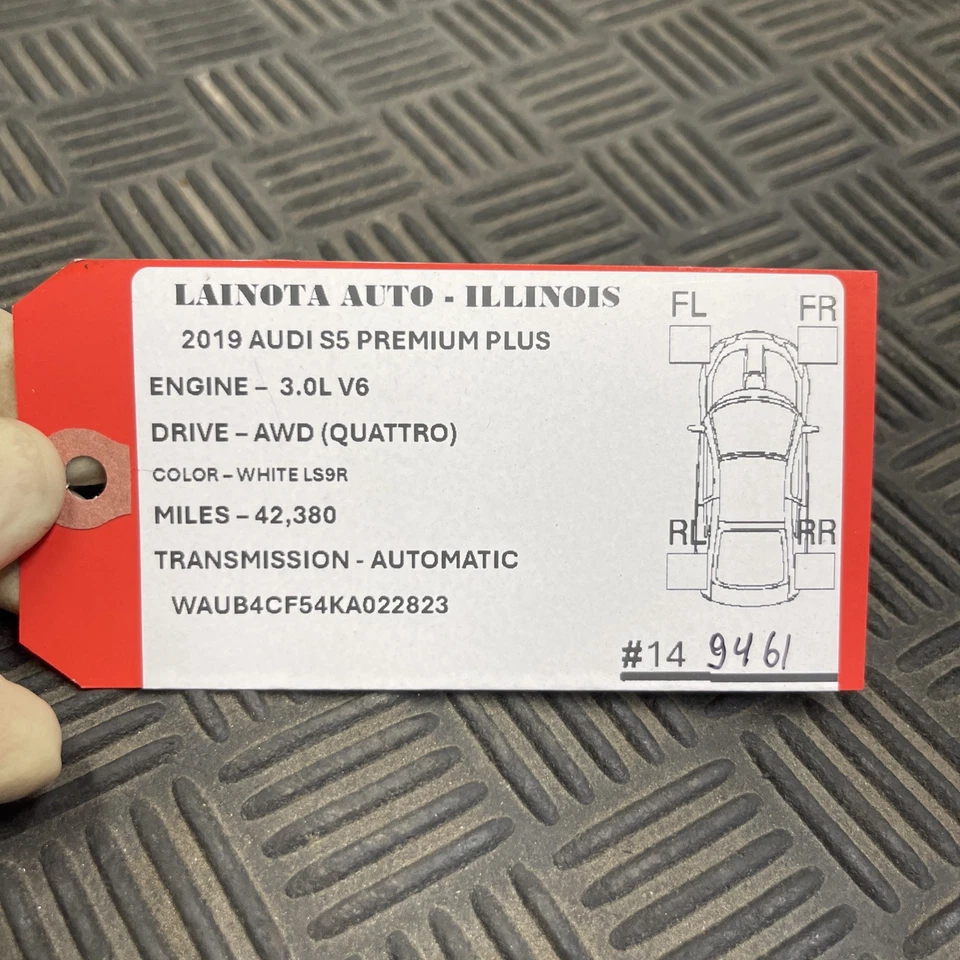 LAINOTA AUTO - ILLINOIS
2019 AUDI S5 PREMIUM PLUS
ENGINE – 3.0L V6
DRIVE – AWD (QUATTRO)
COLOR – WHITE LS9R
MILES – 42,380
TRANSMISSION - AUTOMATIC
WAUB4CF54KA022823
FL FR
RL RR
#14 9461